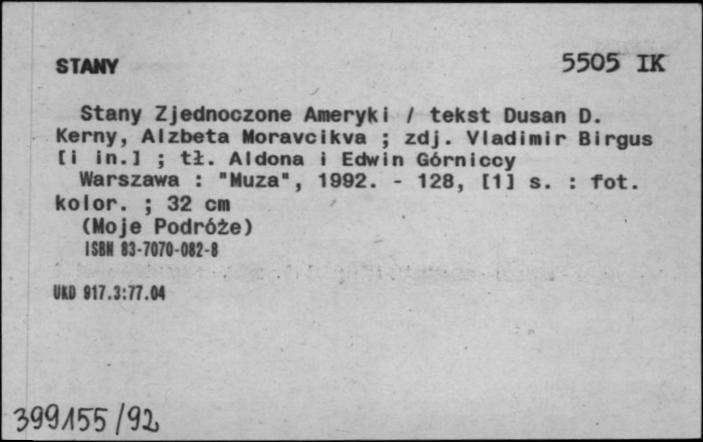 STANY 5505 IK
Stany Zjednoczone Ameryki / tekst Dusan D.
Kerny, Alzbeta Moravcikva ; zdj. Vladimir Birgus
[i in.] ; tł. Aldona i Edwin Górniccy
Warszawa : "Muza", 1992. - 128, [1] s. : fot.
kolor. ; 32 cm
(Moje Podróże)
ISBN 83-7070-082-8
UKD 917.3:77.04
399155/92